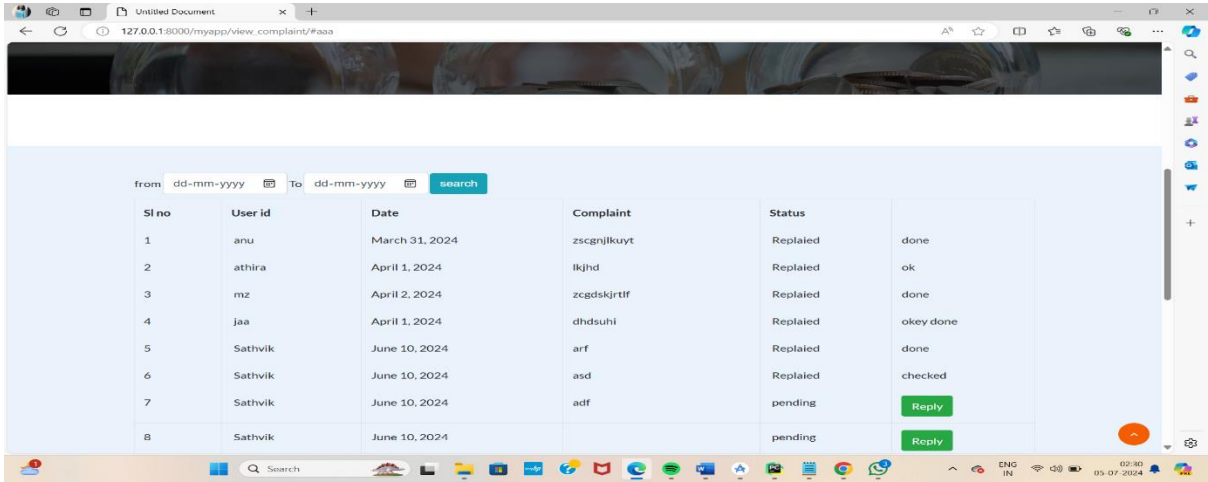 Untitled Document
127.0.0.1:8000/myapp/view_complaint/#aaa
from dd-mm-yyyy To dd-mm-yyyy search
Sl no User id Date Complaint Status
1 anu March 31, 2024 zscgnjlkuyt Replaied done
2 athira April 1, 2024 lkjhd Replaied ok
3 mz April 2, 2024 zcgdskjrtlf Replaied done
4 jaa April 1, 2024 dhdsuhi Replaied okey done
5 Sathvik June 10, 2024 arf Replaied done
6 Sathvik June 10, 2024 asd Replaied checked
7 Sathvik June 10, 2024 adf pending Reply
8 Sathvik June 10, 2024 pending Reply
Search ENG 02:30
IN 05-07-2024